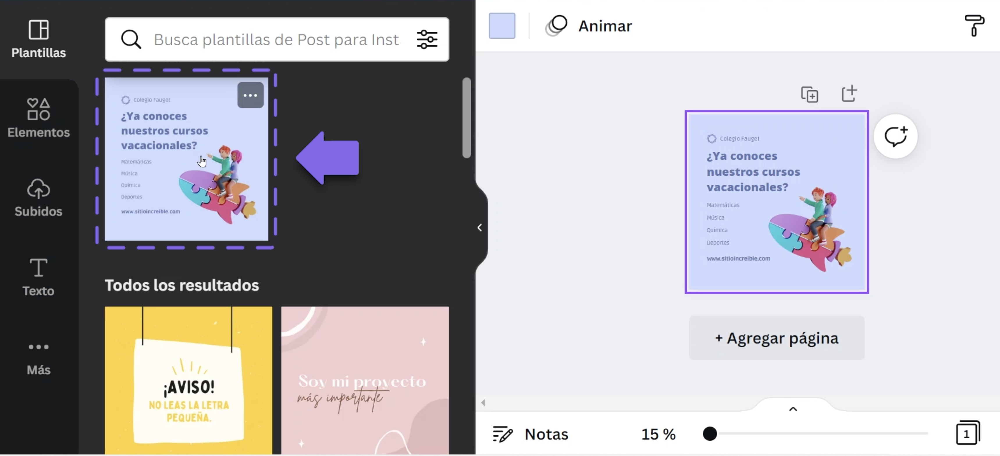 Plantillas
Elementos
Subidos
Texto
Más
Busca plantillas de Post para Inst
Colegio Fauget
¿Ya conoces
nuestros cursos
vacacionales?
Matemáticas
Música
Química
Deportes
www.sitioincreible.com
Todos los resultados
¡AVISO!
NO LEAS LA LETRA
PEQUEÑA.
Soy mi proyecto
más importante
Animar
Colegio Fauget
¿Ya conoces
nuestros cursos
vacacionales?
Matemáticas
Música
Química
Deportes
www.sitioincreible.com
+ Agregar página
Notas
15 %
1